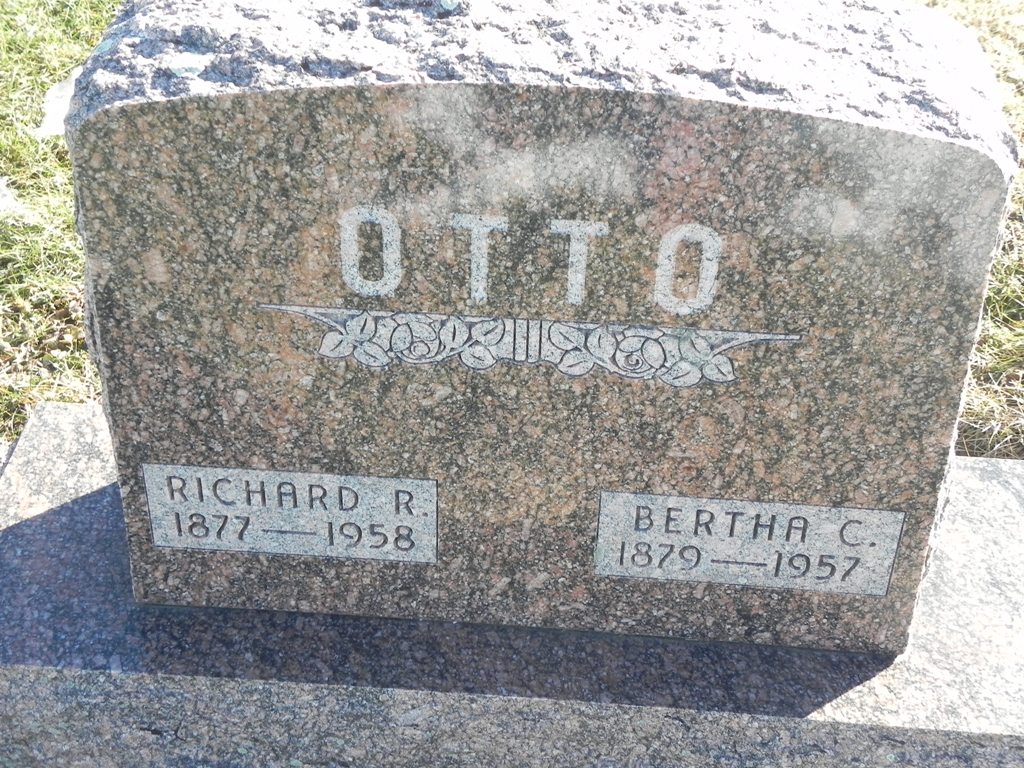 OTTO
RICHARD R.
1877—1958
BERTHA C.
1879—1957